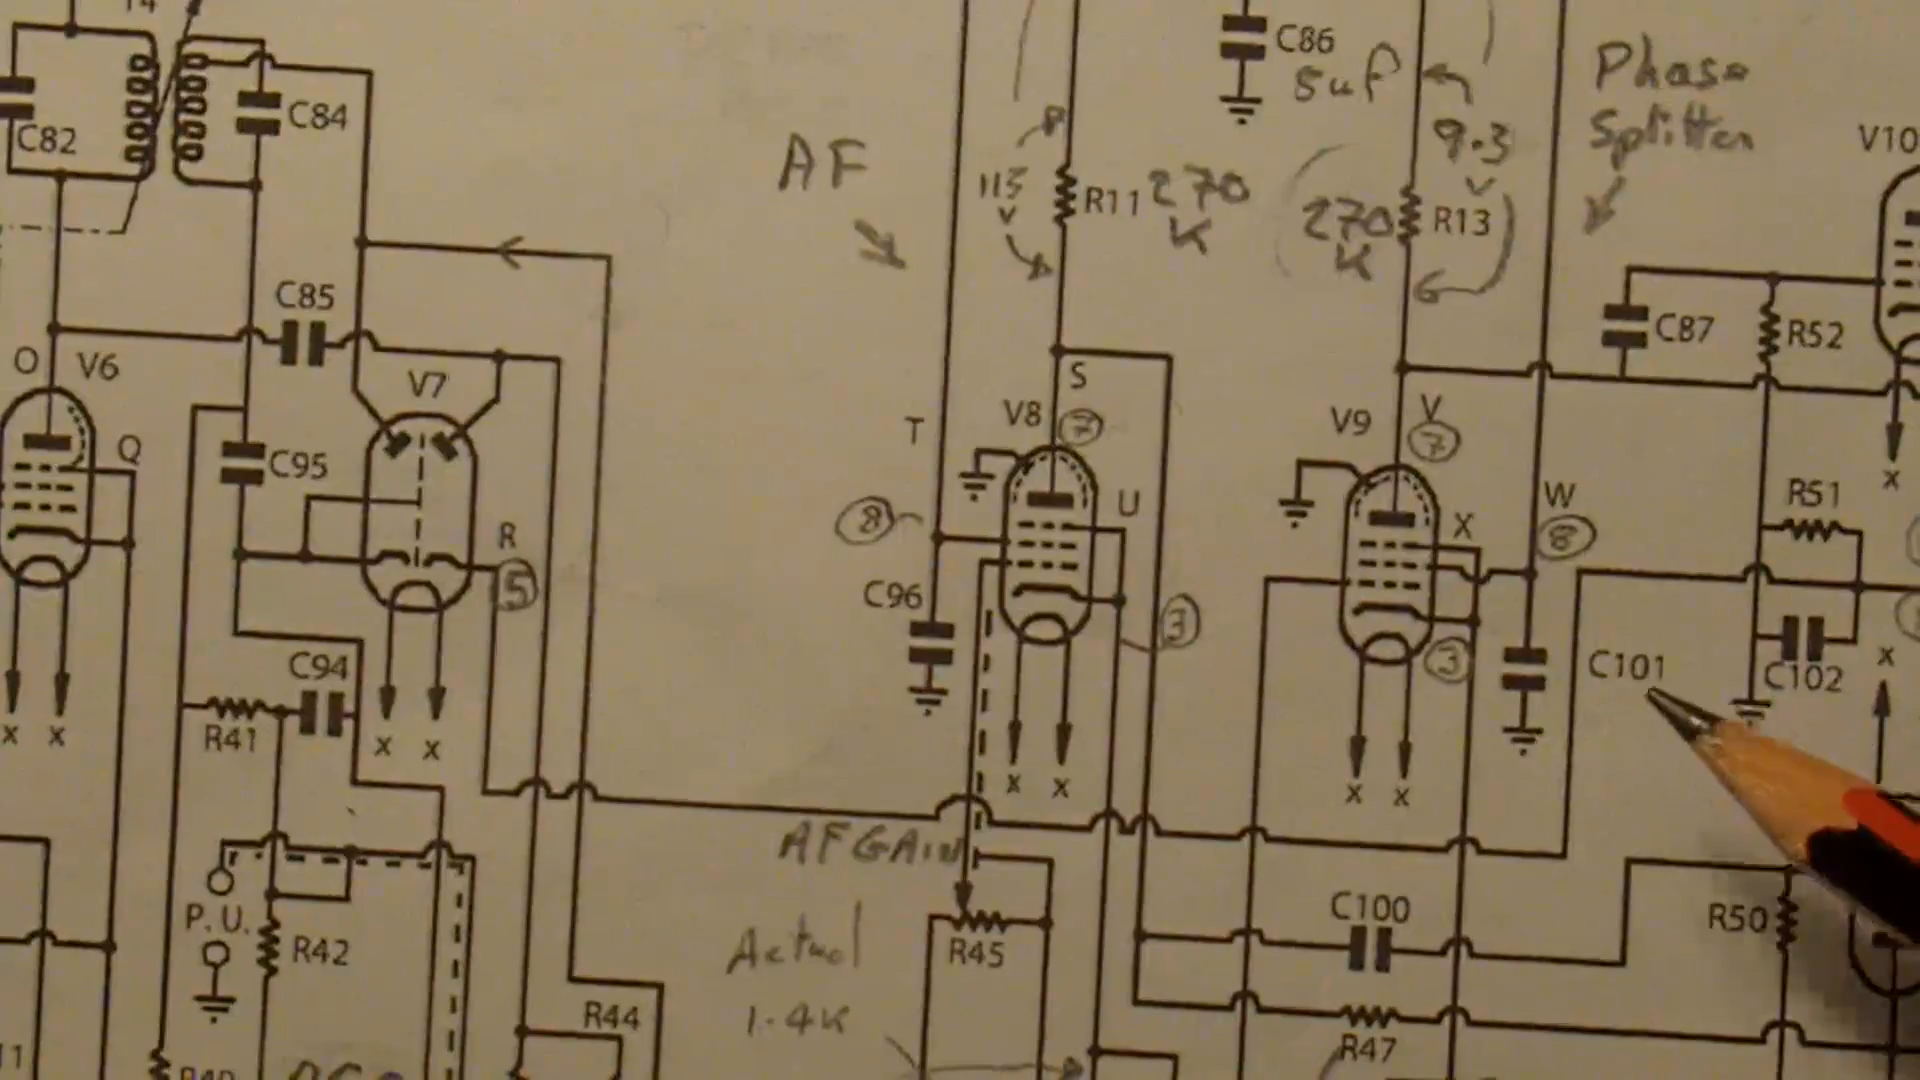 T4
C86
5uf
Phase
Splitter
C82
C84
AF
115
v
R11
270
K
9.3
v
270
K
R13
V10
C85
C87
R52
O
V6
V7
S
V8
7
V9
V
7
T
Q
C95
R
5
8
U
X
W
8
R51
C96
3
3
C101
C102
x
x
C94
R41
x
x
x
x
x
x
x
x
AF GAIN
P.U.
R42
Actual
1.4K
R45
C100
R50
R44
R47
R40